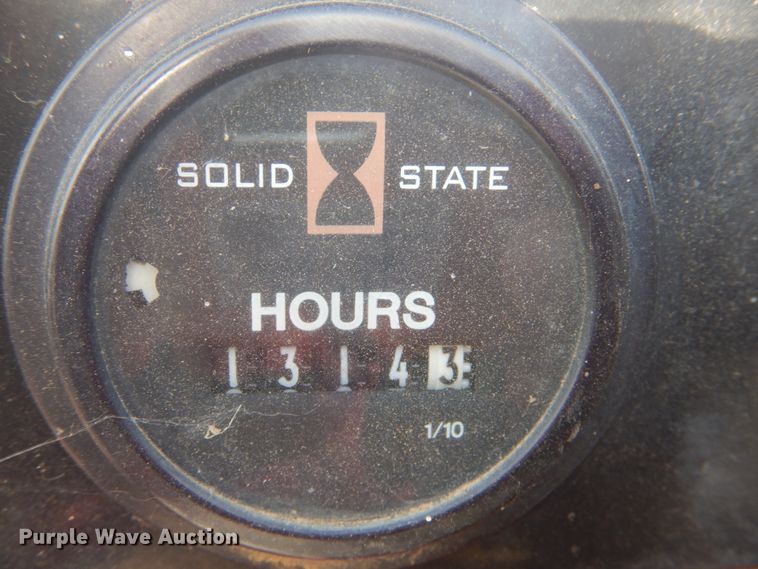 SOLID STATE
HOURS
1 3 1 4 3
1/10
Purple Wave Auction